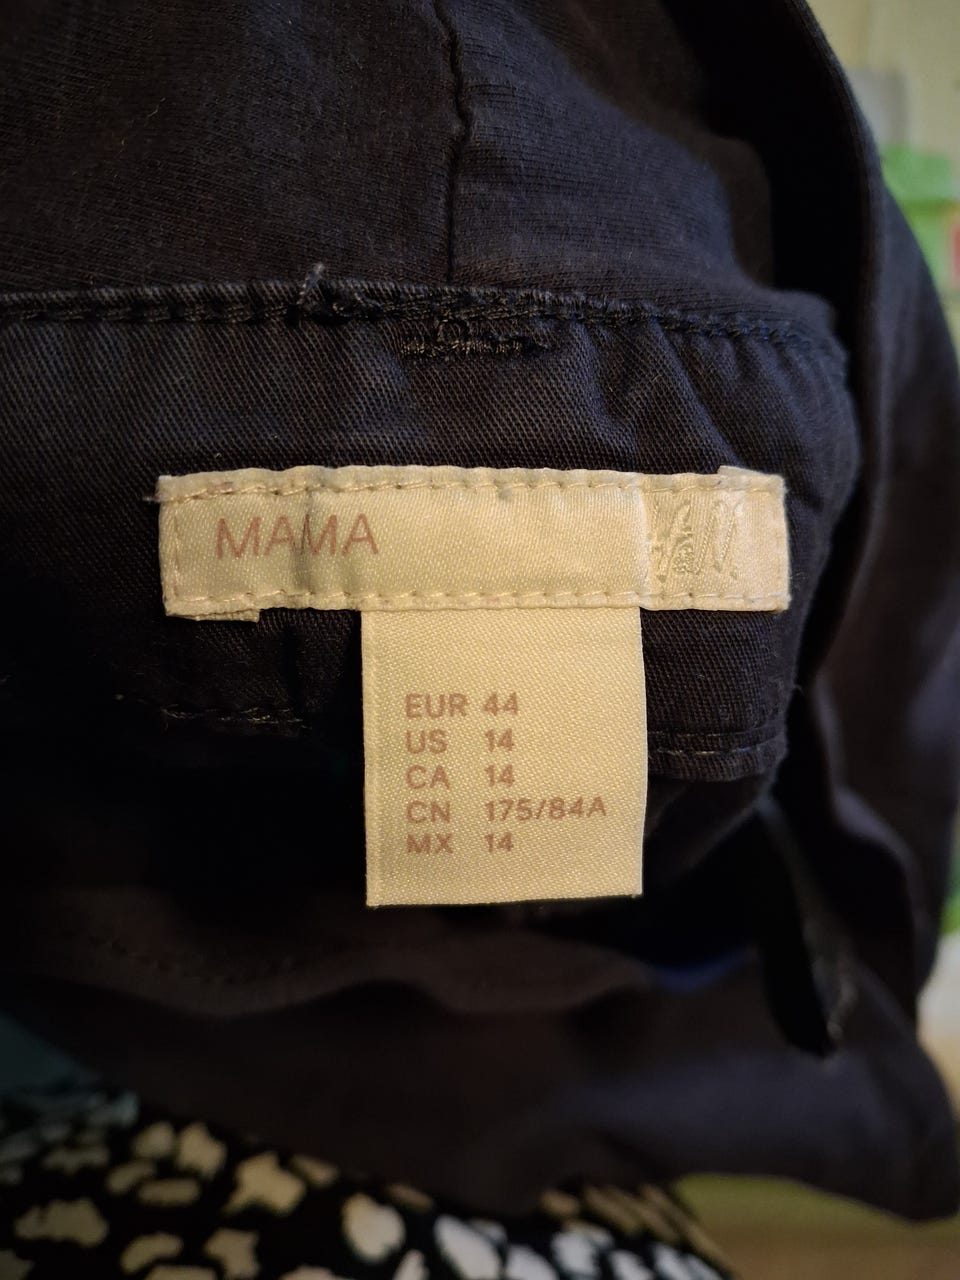 MAMA H&M
EUR 44
US 14
CA 14
CN 175/84A
MX 14